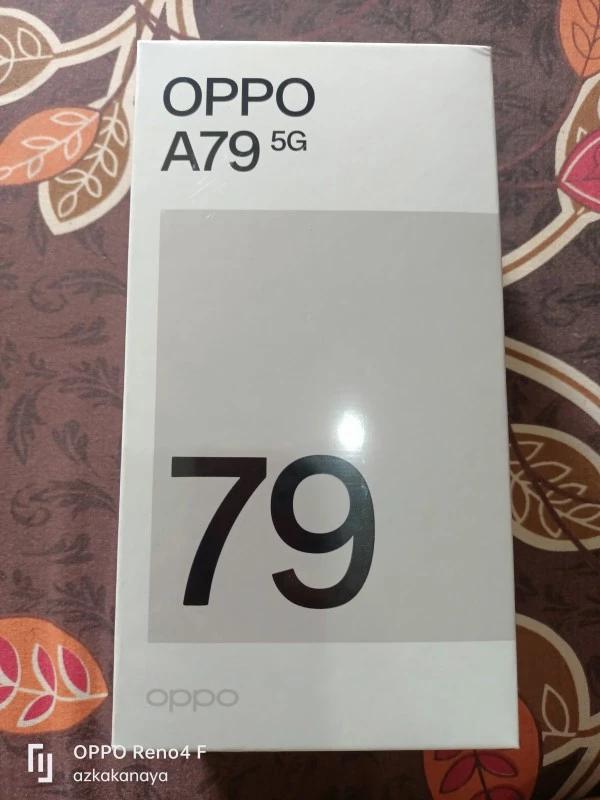 OPPO
A79 5G
79
oppo
OPPO Reno4 F
azkakanaya